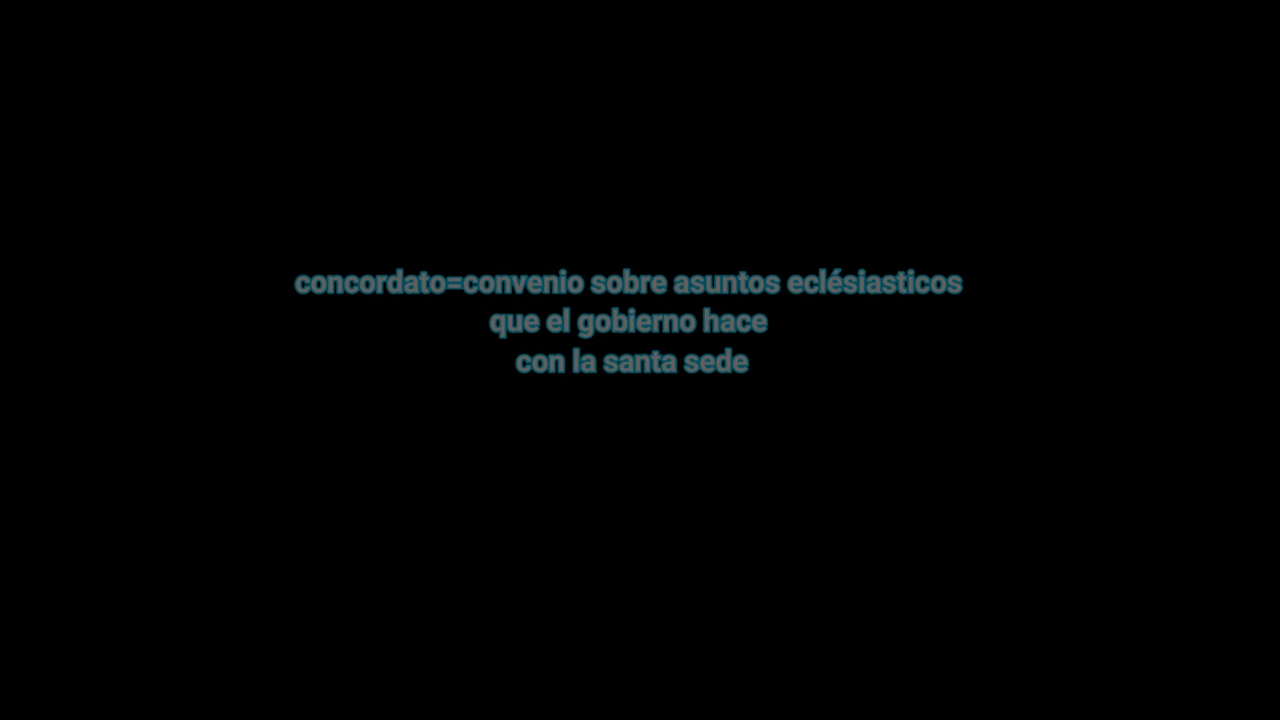 concordato=convenio sobre asuntos eclésiasticos
que el gobierno hace
con la santa sede